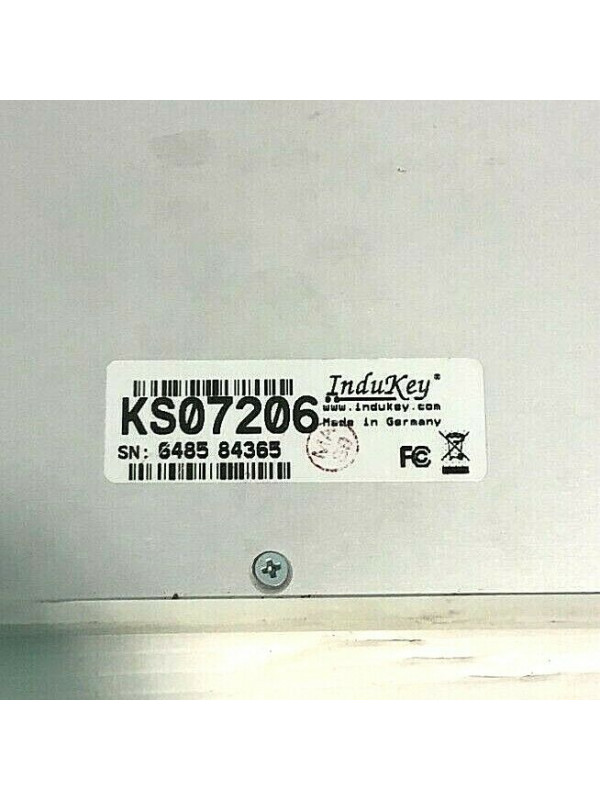 InduKey®
KS07206
www.indukey.com
Made in Germany
SN: 6485 84365
FC